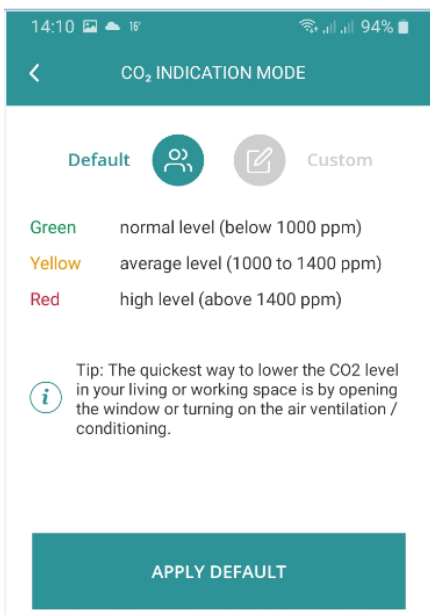 14:10 16° 94%
CO₂ INDICATION MODE
Default Custom
Green normal level (below 1000 ppm)
Yellow average level (1000 to 1400 ppm)
Red high level (above 1400 ppm)
Tip: The quickest way to lower the CO2 level
in your living or working space is by opening
the window or turning on the air ventilation /
conditioning.
APPLY DEFAULT